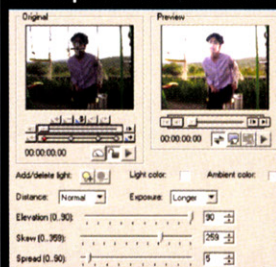 Original Preview
00:00:00:00 00:00:00:00
Add/delete light: Light color: Ambient color:
Distance: Normal Exposure: Longer
Elevation (0..90): 90
Skew (0..359): 259
Spread (0..90): 5